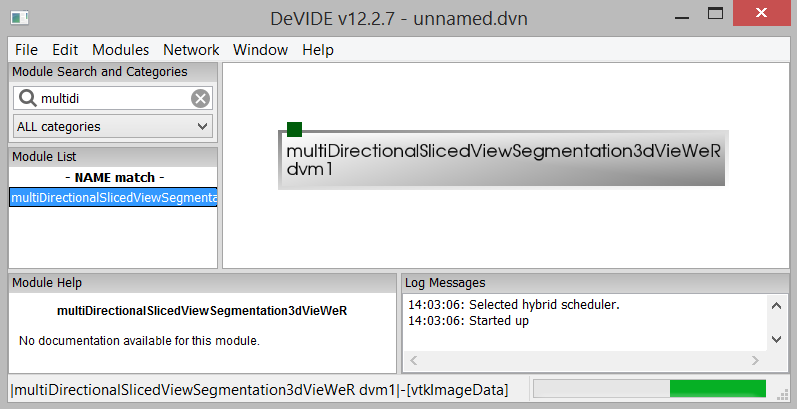 DeVIDE v12.2.7 - unnamed.dvn
File Edit Modules Network Window Help
Module Search and Categories
multidi
ALL categories
Module List
- NAME match -
multiDirectionalSlicedViewSegmenta
multiDirectionalSlicedViewSegmentation3dVieWeR
dvm1
Module Help
multiDirectionalSlicedViewSegmentation3dVieWeR
No documentation available for this module.
Log Messages
14:03:06: Selected hybrid scheduler.
14:03:06: Started up
|multiDirectionalSlicedViewSegmentation3dVieWeR dvm1|-[vtkImageData]